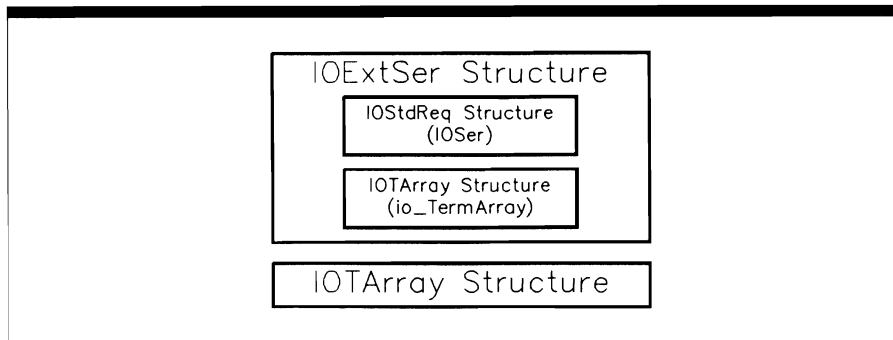 IOExtSer Structure
IOStdReq Structure
(IOSer)
IOTArray Structure
(io_TermArray)
IOTArray Structure